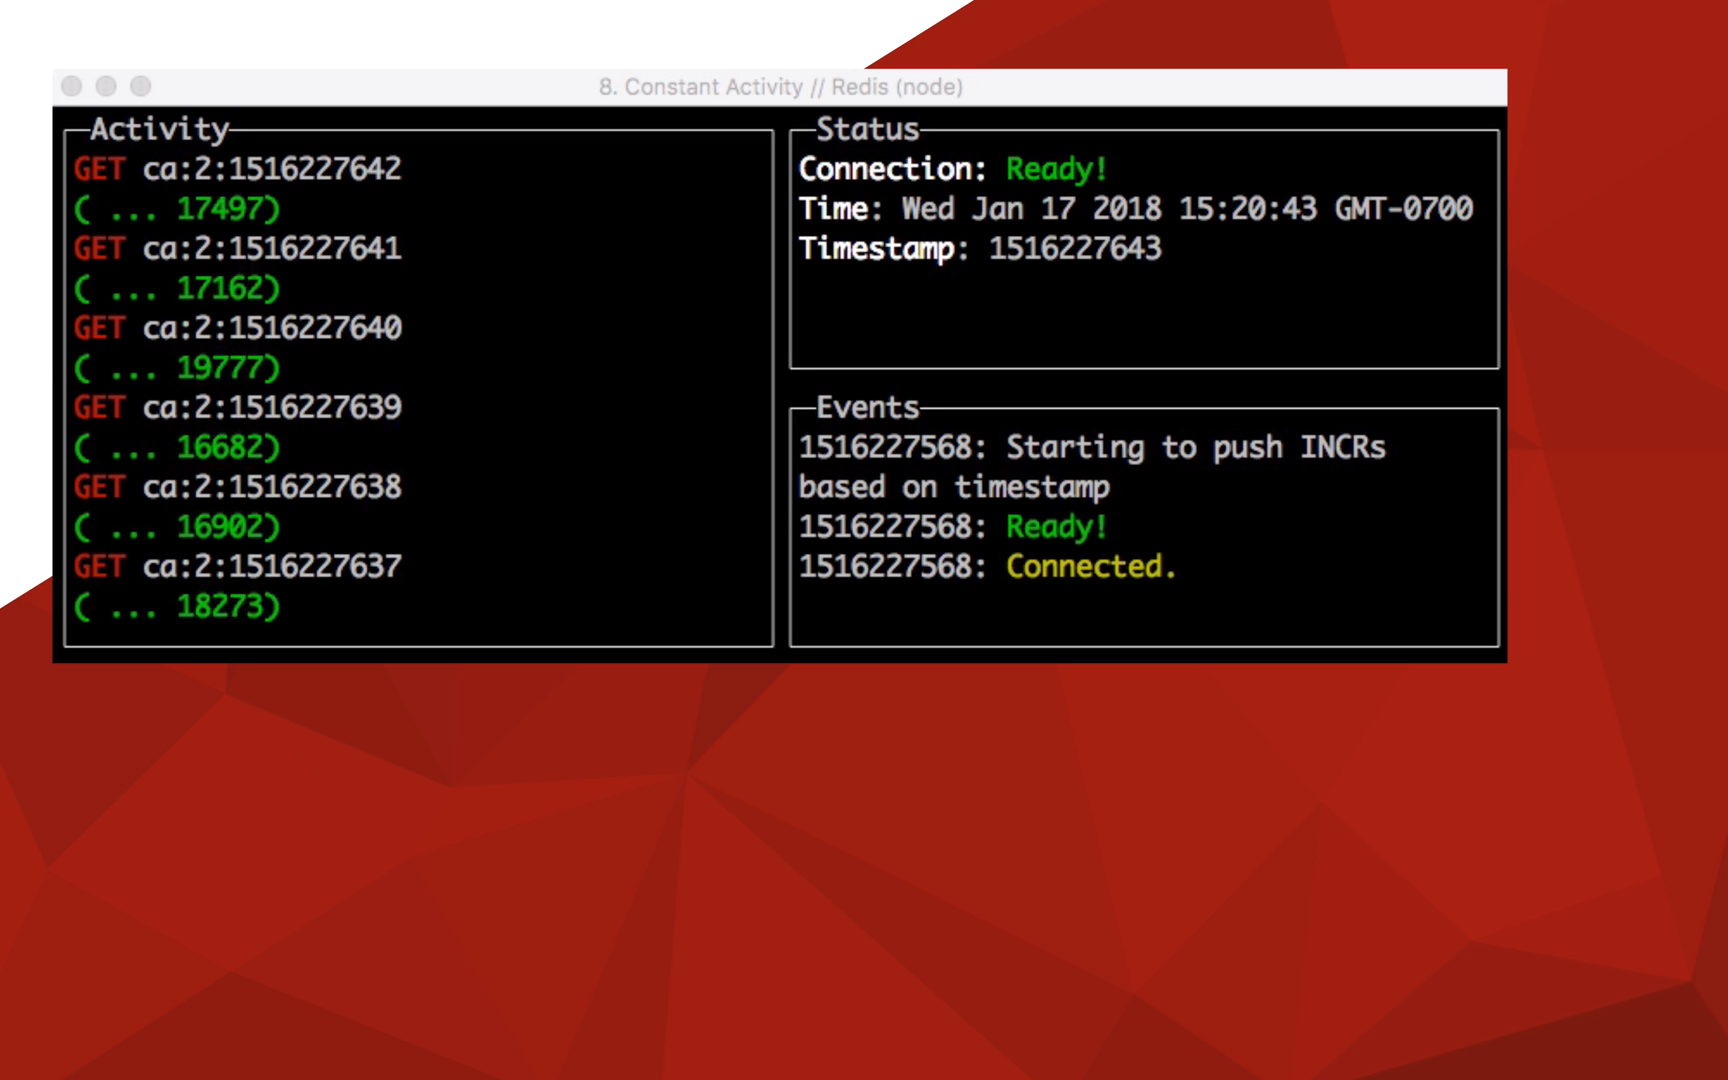 8. Constant Activity // Redis (node)
Activity
GET ca:2:1516227642
( ... 17497)
GET ca:2:1516227641
( ... 17162)
GET ca:2:1516227640
( ... 19777)
GET ca:2:1516227639
( ... 16682)
GET ca:2:1516227638
( ... 16902)
GET ca:2:1516227637
( ... 18273)
Status
Connection: Ready!
Time: Wed Jan 17 2018 15:20:43 GMT-0700
Timestamp: 1516227643
Events
1516227568: Starting to push INCRs
based on timestamp
1516227568: Ready!
1516227568: Connected.